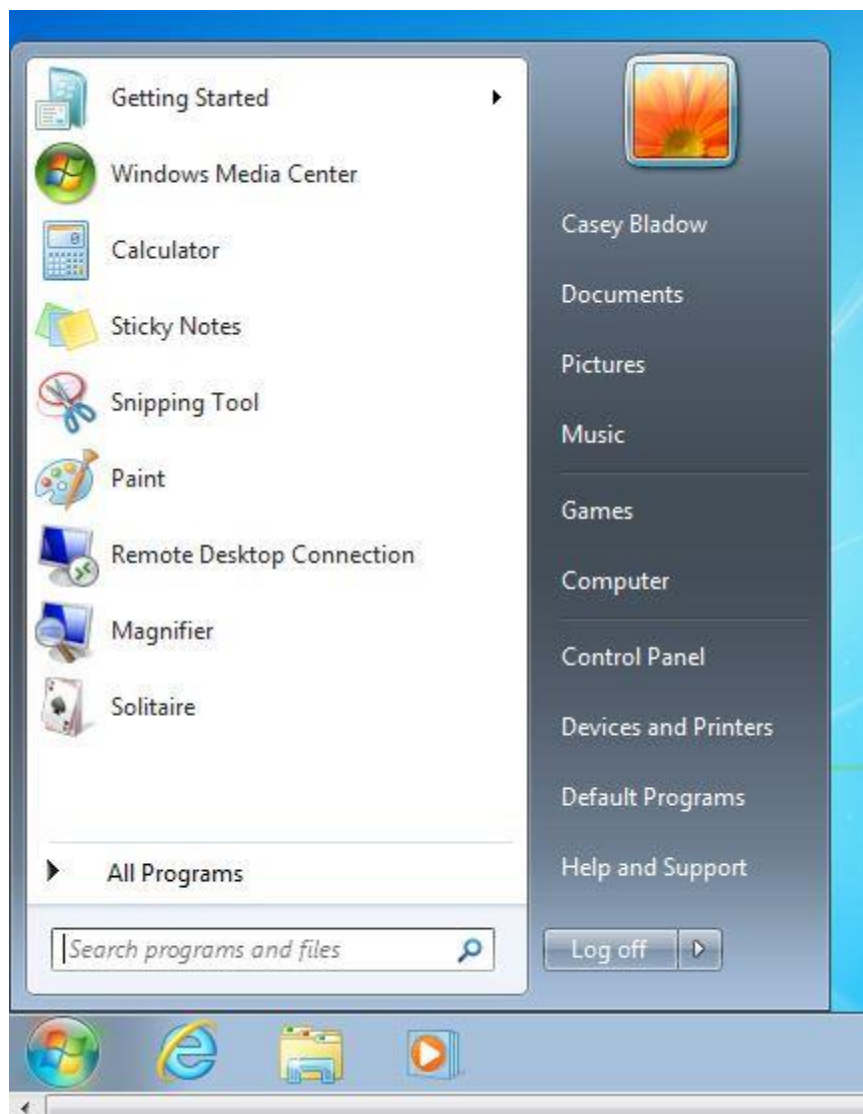 Getting Started
Windows Media Center
Calculator
Sticky Notes
Snipping Tool
Paint
Remote Desktop Connection
Magnifier
Solitaire
All Programs
Search programs and files
Casey Bladow
Documents
Pictures
Music
Games
Computer
Control Panel
Devices and Printers
Default Programs
Help and Support
Log off